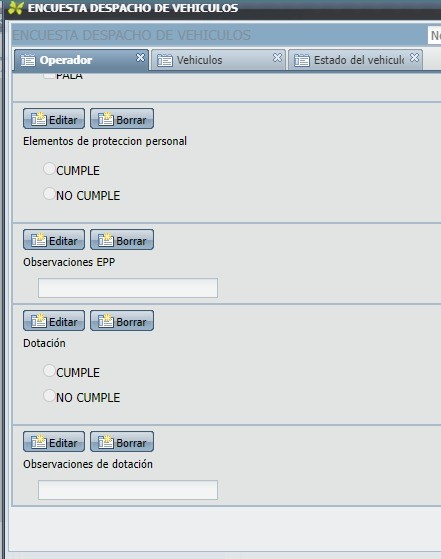 ENCUESTA DESPACHO DE VEHICULOS
ENCUESTA DESPACHO DE VEHICULOS
Operador Vehiculos Estado del vehiculo
PALA
Editar Borrar
Elementos de proteccion personal
CUMPLE
NO CUMPLE
Editar Borrar
Observaciones EPP
Editar Borrar
Dotación
CUMPLE
NO CUMPLE
Editar Borrar
Observaciones de dotación